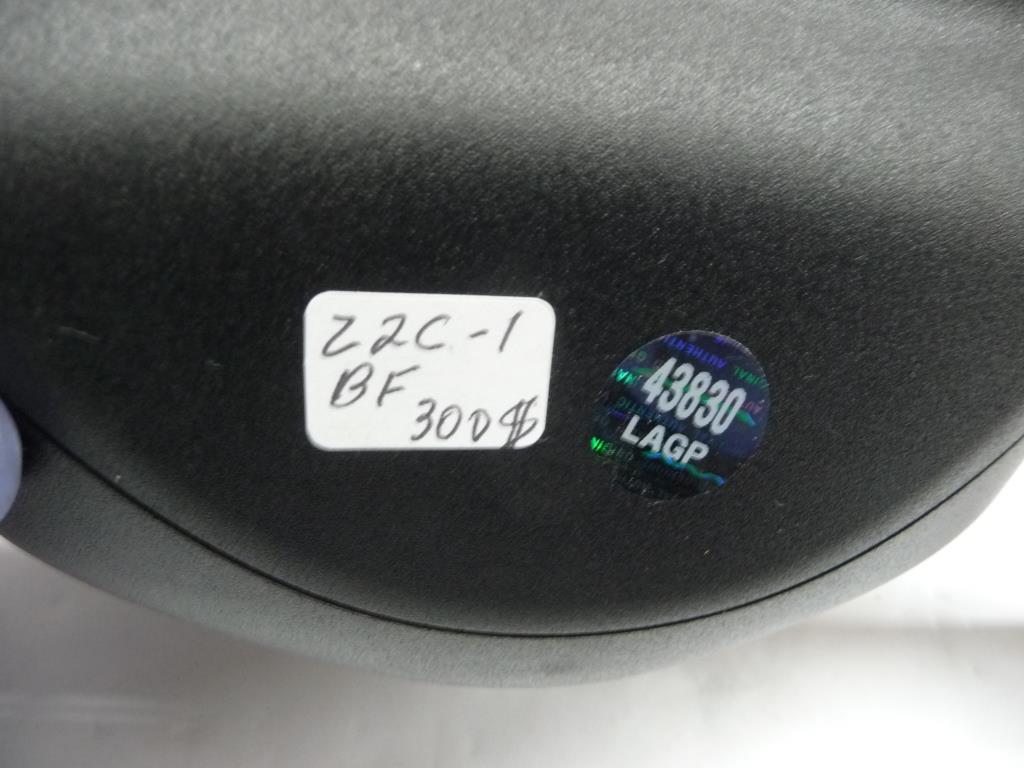 Z2C-1
BF
300$
43830
LAGP